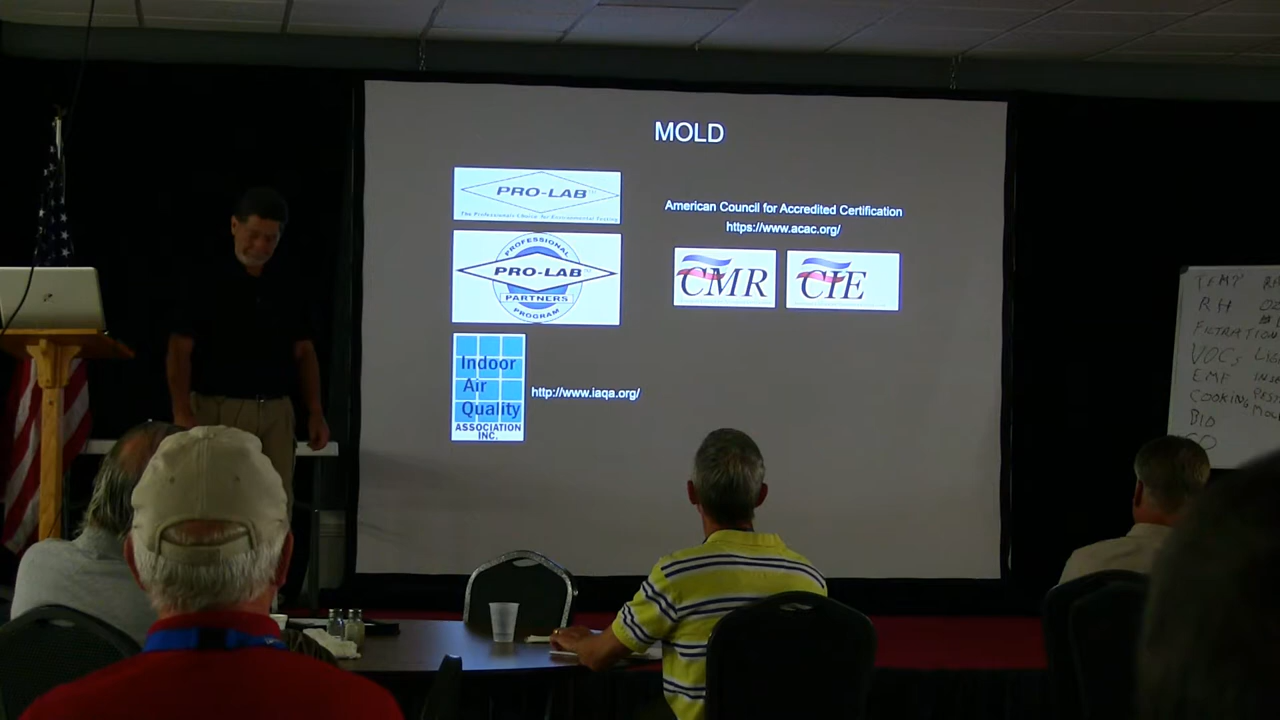 MOLD
PRO-LAB
The Professionals Choice for Environmental Testing
PROFESSIONAL
PRO-LAB
PARTNERS
PROGRAM
American Council for Accredited Certification
https://www.acac.org/
CMR
CIE
Indoor
Air
Quality
ASSOCIATION
INC.
http://www.iaqa.org/
TEMP
RH
FILTRATION
VOCs
EMF
COOKING
BIO
CO